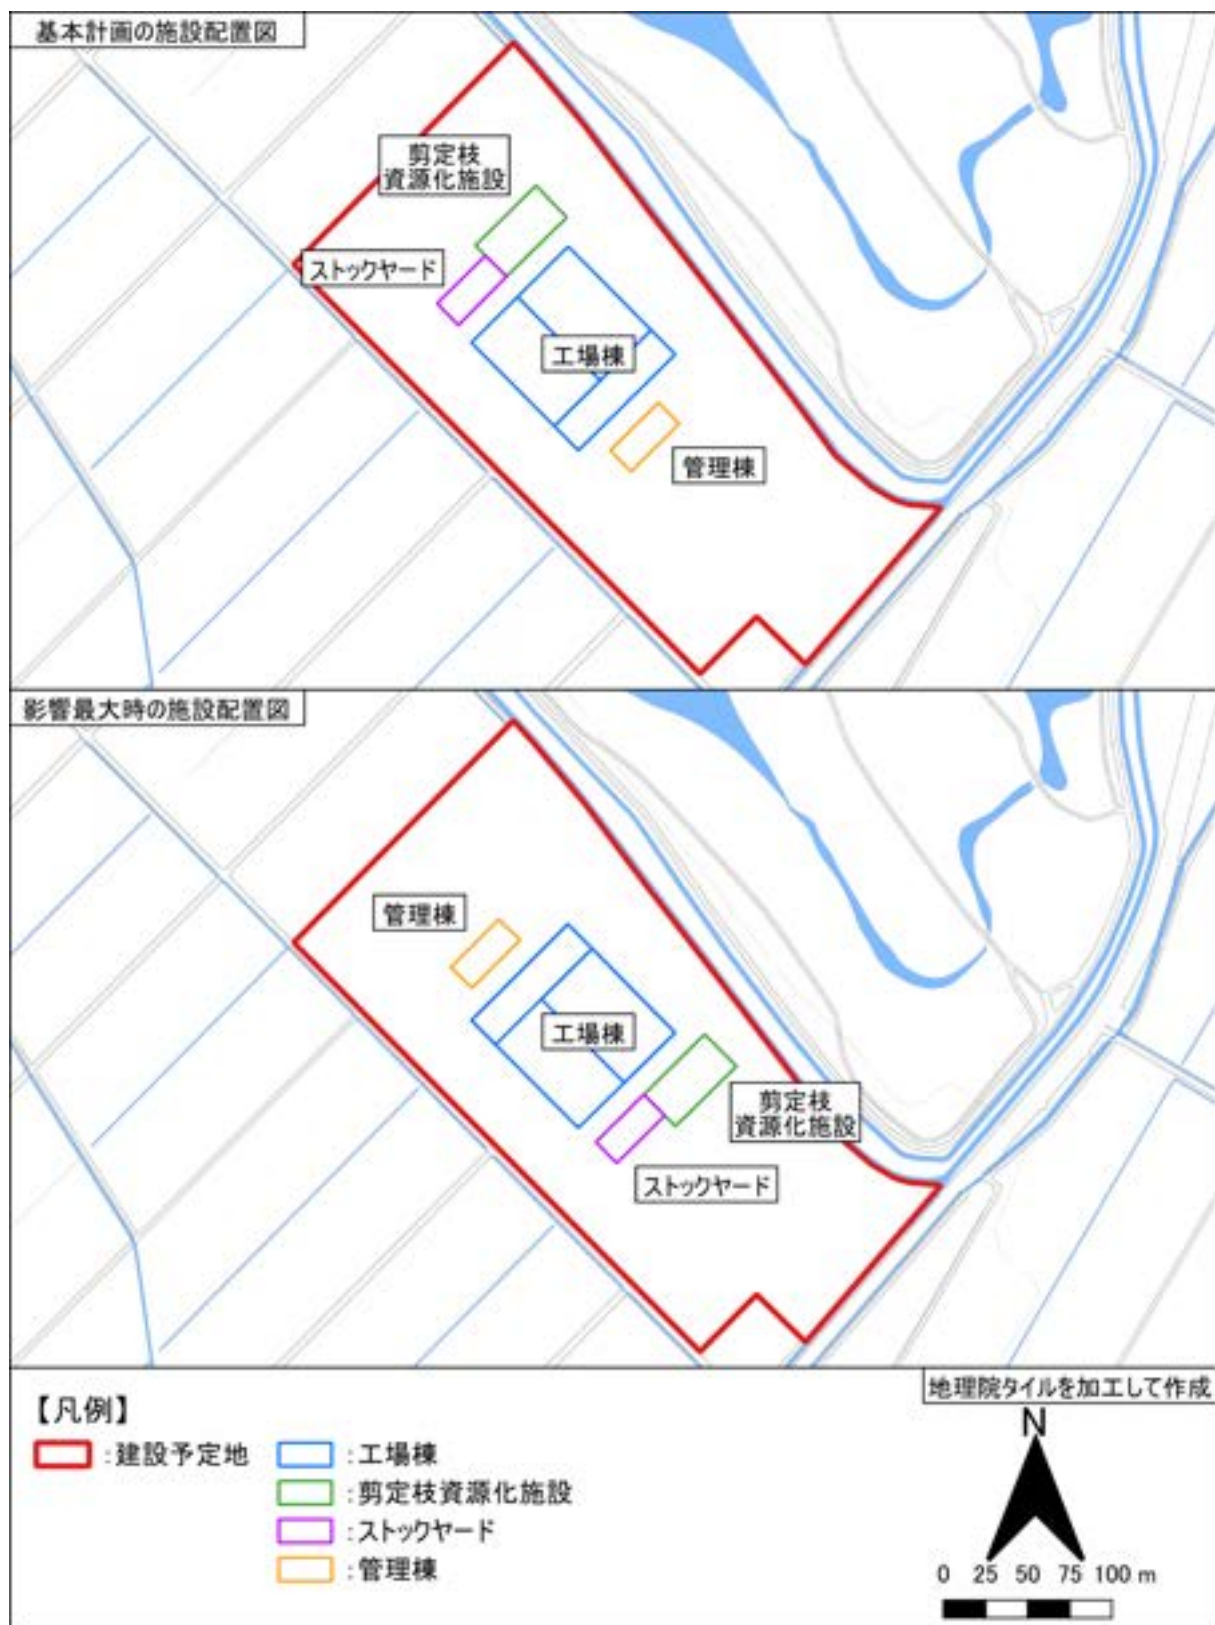 基本計画の施設配置図
剪定枝
資源化施設
ストックヤード
工場棟
管理棟
影響最大時の施設配置図
管理棟
工場棟
剪定枝
資源化施設
ストックヤード
地理院タイルを加工して作成
【凡例】
:建設予定地
:工場棟
:剪定枝資源化施設
:ストックヤード
:管理棟
N
0 25 50 75 100 m